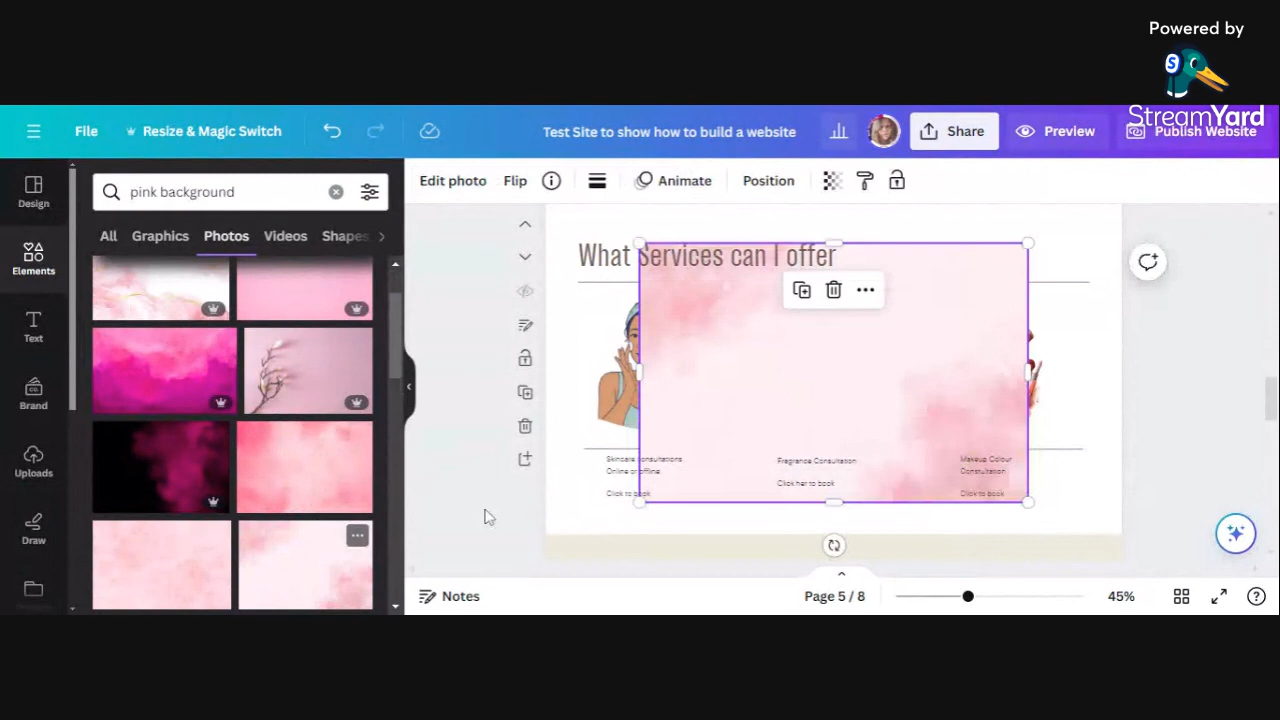 Powered by
StreamYard
File
Resize & Magic Switch
Test Site to show how to build a website
Share
Preview
Publish Website
Design
Elements
Text
Brand
Uploads
Draw
pink background
All
Graphics
Photos
Videos
Shapes
Edit photo
Flip
Animate
Position
What Services can I offer
Skincare consultations
Online or offline
Click to book
Fragrance Consultation
Click her to book
Makeup Colour
Constultation
Click to book
Notes
Page 5 / 8
45%